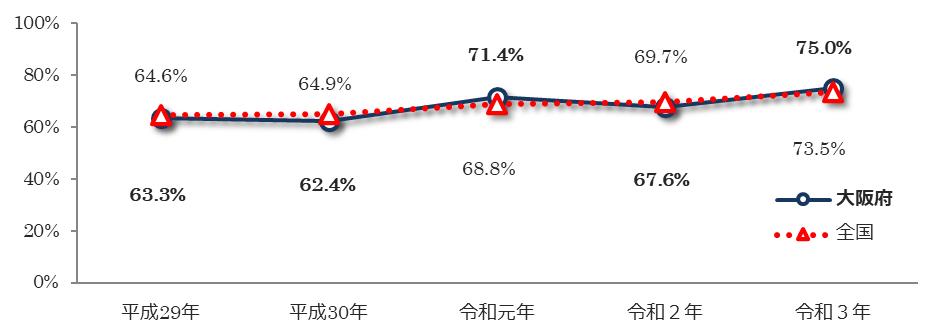 100%
80%
60%
40%
20%
0%
64.6%
64.9%
71.4%
69.7%
75.0%
63.3%
62.4%
68.8%
67.6%
73.5%
大阪府
全国
平成29年
平成30年
令和元年
令和２年
令和３年